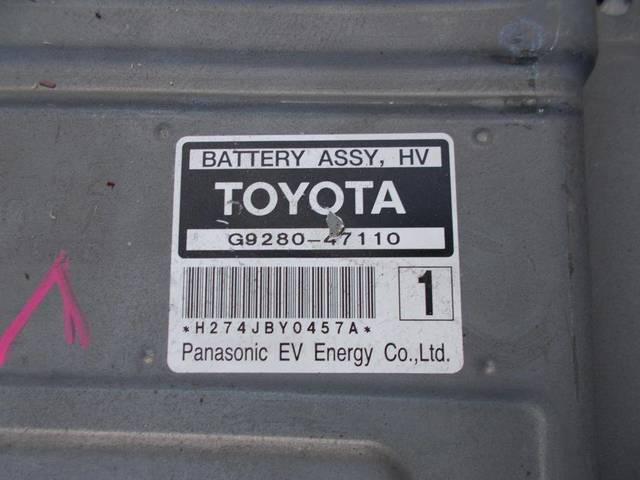 BATTERY ASSY, HV
TOYOTA
G9280-47110
1
*H274JBY0457A*
Panasonic EV Energy Co.,Ltd.